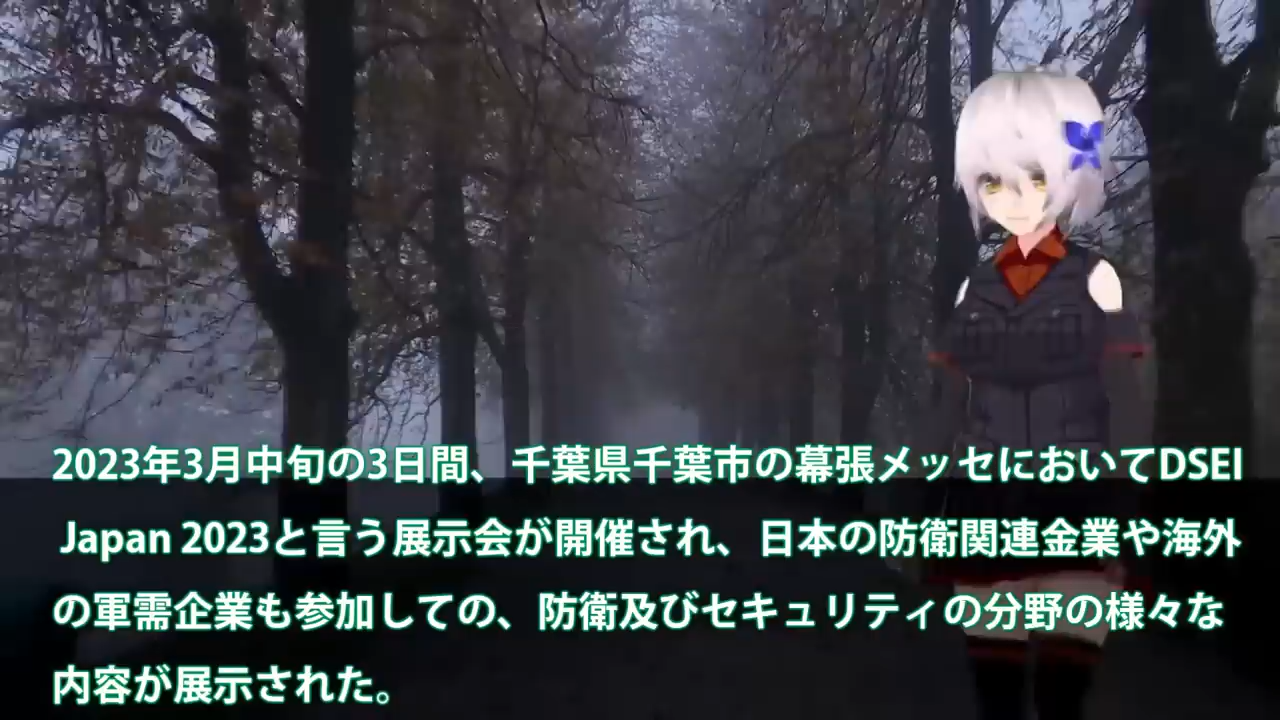 2023年3月中旬の3日間、千葉県千葉市の幕張メッセにおいてDSEI
Japan 2023と言う展示会が開催され、日本の防衛関連金業や海外
の軍需企業も参加しての、防衛及びセキュリティの分野の様々な
内容が展示された。